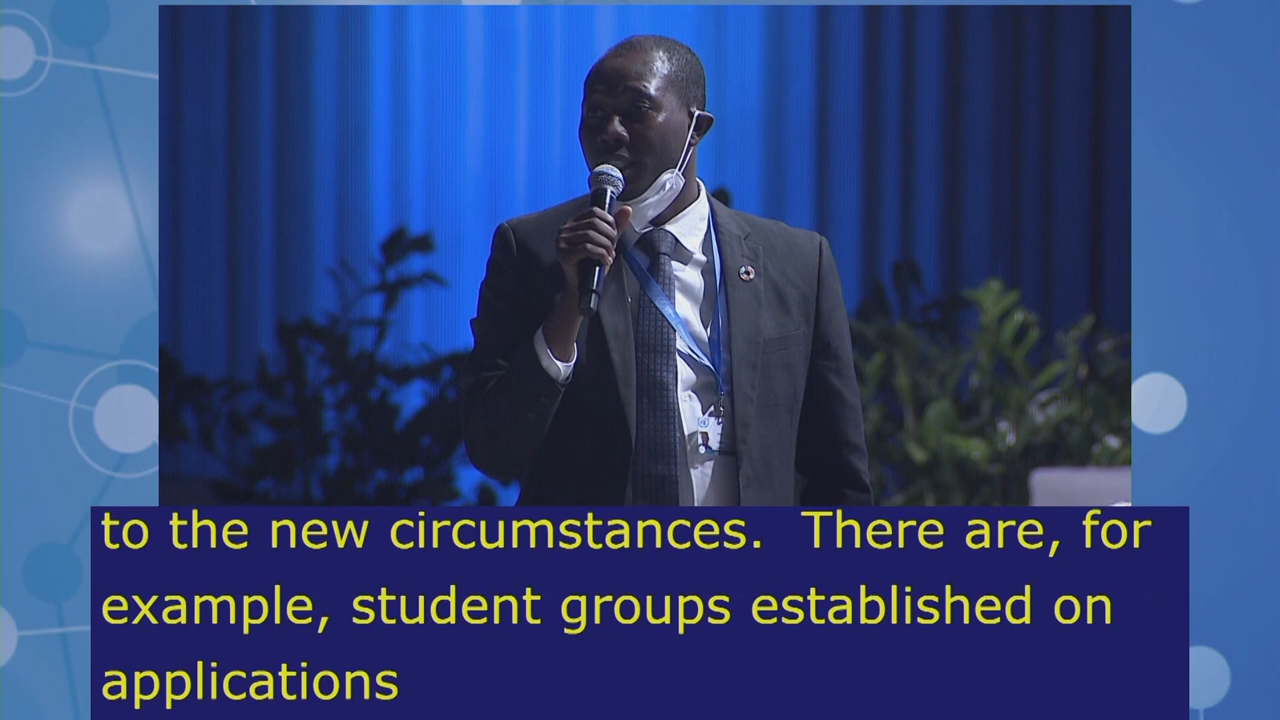 to the new circumstances.  There are, for
example, student groups established on
applications